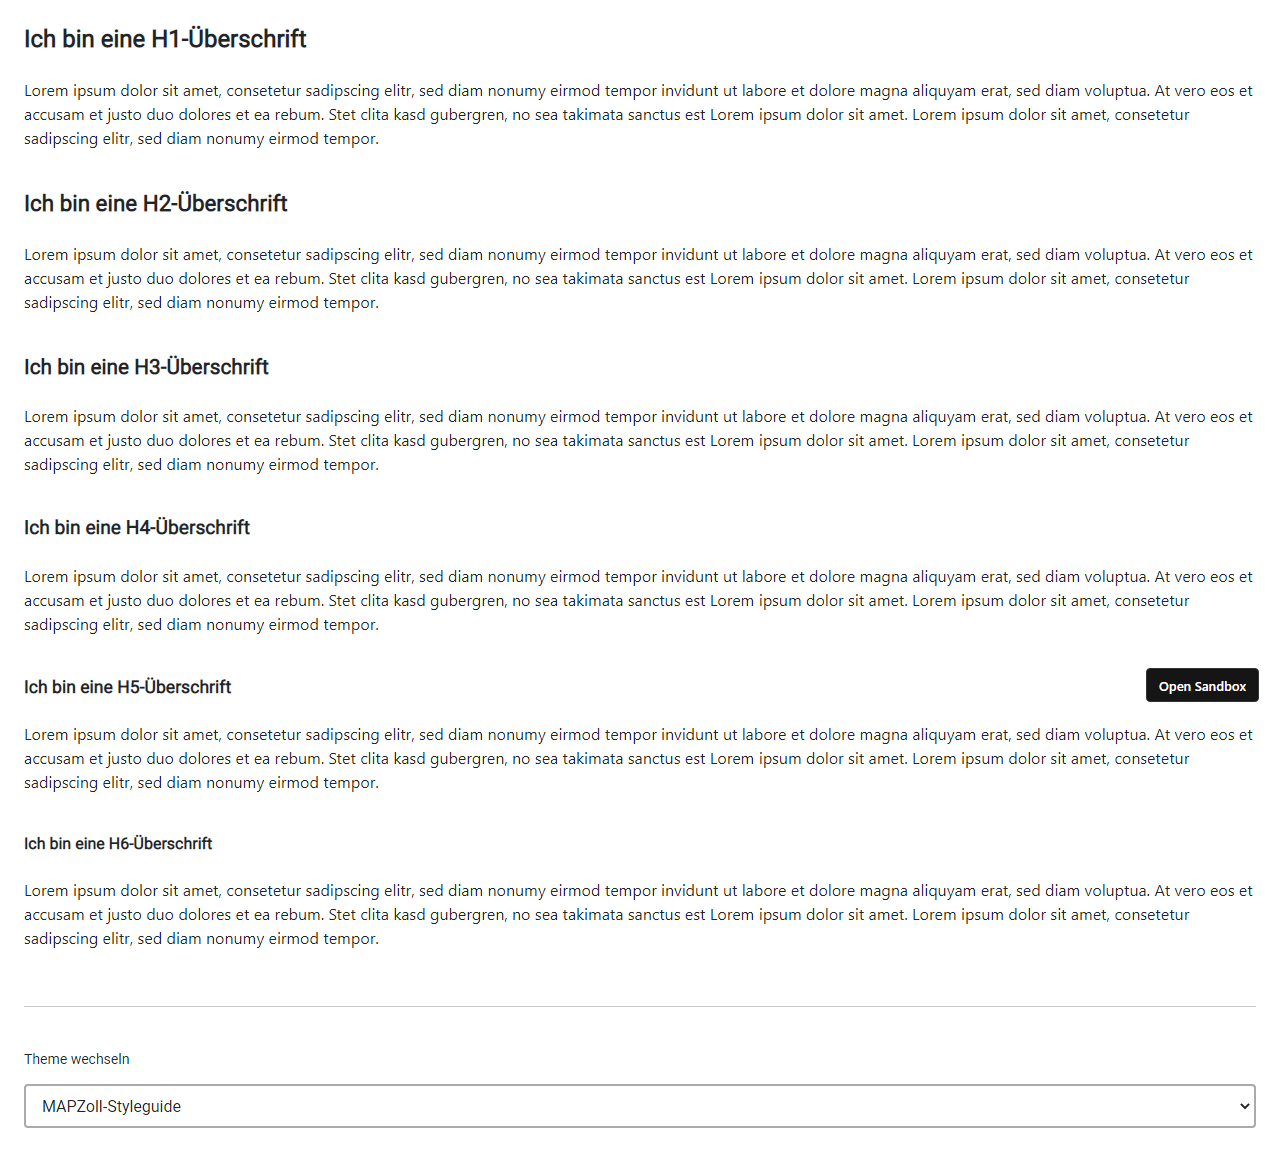 Ich bin eine H1-Überschrift
Lorem ipsum dolor sit amet, consetetur sadipscing elitr, sed diam nonumy eirmod tempor invidunt ut labore et dolore magna aliquyam erat, sed diam voluptua. At vero eos et
accusam et justo duo dolores et ea rebum. Stet clita kasd gubergren, no sea takimata sanctus est Lorem ipsum dolor sit amet. Lorem ipsum dolor sit amet, consetetur
sadipscing elitr, sed diam nonumy eirmod tempor.
Ich bin eine H2-Überschrift
Lorem ipsum dolor sit amet, consetetur sadipscing elitr, sed diam nonumy eirmod tempor invidunt ut labore et dolore magna aliquyam erat, sed diam voluptua. At vero eos et
accusam et justo duo dolores et ea rebum. Stet clita kasd gubergren, no sea takimata sanctus est Lorem ipsum dolor sit amet. Lorem ipsum dolor sit amet, consetetur
sadipscing elitr, sed diam nonumy eirmod tempor.
Ich bin eine H3-Überschrift
Lorem ipsum dolor sit amet, consetetur sadipscing elitr, sed diam nonumy eirmod tempor invidunt ut labore et dolore magna aliquyam erat, sed diam voluptua. At vero eos et
accusam et justo duo dolores et ea rebum. Stet clita kasd gubergren, no sea takimata sanctus est Lorem ipsum dolor sit amet. Lorem ipsum dolor sit amet, consetetur
sadipscing elitr, sed diam nonumy eirmod tempor.
Ich bin eine H4-Überschrift
Lorem ipsum dolor sit amet, consetetur sadipscing elitr, sed diam nonumy eirmod tempor invidunt ut labore et dolore magna aliquyam erat, sed diam voluptua. At vero eos et
accusam et justo duo dolores et ea rebum. Stet clita kasd gubergren, no sea takimata sanctus est Lorem ipsum dolor sit amet. Lorem ipsum dolor sit amet, consetetur
sadipscing elitr, sed diam nonumy eirmod tempor.
Ich bin eine H5-Überschrift
Open Sandbox
Lorem ipsum dolor sit amet, consetetur sadipscing elitr, sed diam nonumy eirmod tempor invidunt ut labore et dolore magna aliquyam erat, sed diam voluptua. At vero eos et
accusam et justo duo dolores et ea rebum. Stet clita kasd gubergren, no sea takimata sanctus est Lorem ipsum dolor sit amet. Lorem ipsum dolor sit amet, consetetur
sadipscing elitr, sed diam nonumy eirmod tempor.
Ich bin eine H6-Überschrift
Lorem ipsum dolor sit amet, consetetur sadipscing elitr, sed diam nonumy eirmod tempor invidunt ut labore et dolore magna aliquyam erat, sed diam voluptua. At vero eos et
accusam et justo duo dolores et ea rebum. Stet clita kasd gubergren, no sea takimata sanctus est Lorem ipsum dolor sit amet. Lorem ipsum dolor sit amet, consetetur
sadipscing elitr, sed diam nonumy eirmod tempor.
Theme wechseln
MAPZoll-Styleguide